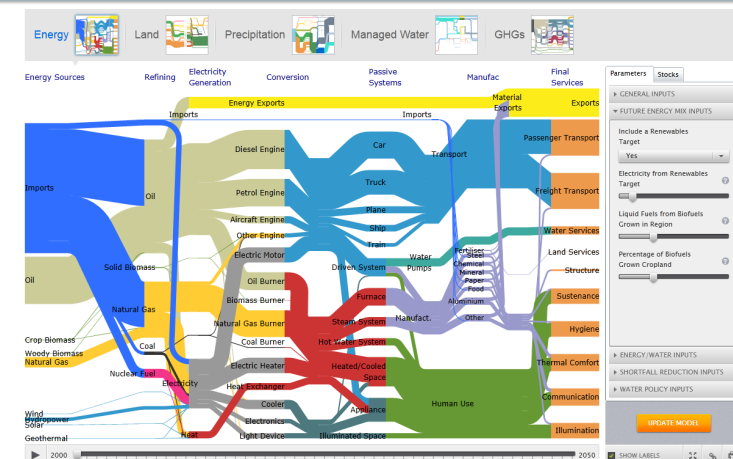 Energy
Land
Precipitation
Managed Water
GHGs
Energy Sources
Refining
Electricity
Generation
Conversion
Passive
Systems
Manufac
Final
Services
Energy Exports
Imports
Imports
Material
Exports
Exports
Diesel Engine
Car
Transport
Passenger Transport
Imports
Oil
Petrol Engine
Truck
Freight Transport
Aircraft Engine
Plane
Other Engine
Ship
Train
Water Services
Electric Motor
Solid Biomass
Driven System
Water
Pumps
Fertiliser
Steel
Chemical
Mineral
Paper
Food
Land Services
Structure
Oil
Oil Burner
Biomass Burner
Furnace
Aluminium
Sustenance
Natural Gas
Natural Gas Burner
Steam System
Manufact.
Other
Hygiene
Crop Biomass
Woody Biomass
Natural Gas
Coal
Coal Burner
Hot Water System
Nuclear Fuel
Electricity
Electric Heater
Heated/Cooled
Space
Thermal Comfort
Heat Exchanger
Cooler
Appliance
Human Use
Communication
Wind
Hydropower
Solar
Geothermal
Heat
Electronics
Light Device
Illuminated Space
Illumination
2000
2050
Parameters
Stocks
GENERAL INPUTS
FUTURE ENERGY MIX INPUTS
Include a Renewables
Target
Yes
Electricity from Renewables
Target
Liquid Fuels from Biofuels
Grown in Region
Percentage of Biofuels
Grown Cropland
ENERGY/WATER INPUTS
SHORTFALL REDUCTION INPUTS
WATER POLICY INPUTS
UPDATE MODEL
SHOW LABELS